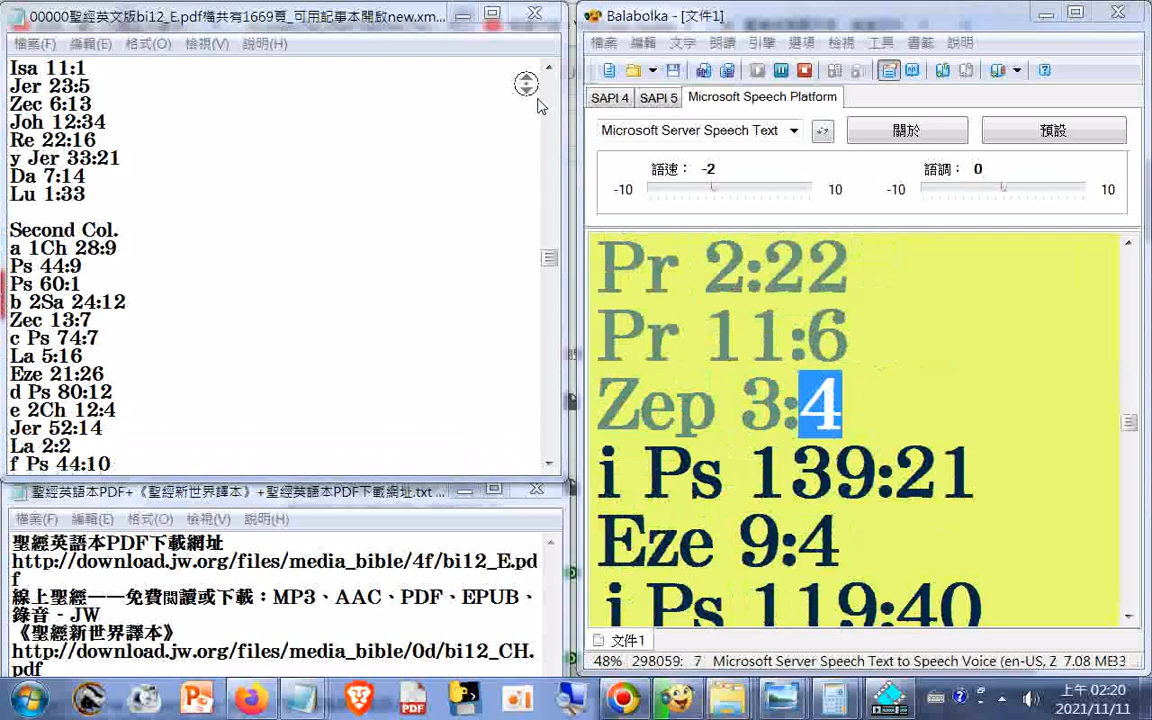 00000聖經英文版bi12_E.pdf檔共有1669頁_可用記事本開啟new.xm...
檔案(F) 編輯(E) 格式(O) 檢視(V) 說明(H)
Isa 11:1
Jer 23:5
Zec 6:13
Joh 12:34
Re 22:16
y Jer 33:21
Da 7:14
Lu 1:33
Second Col.
a 1Ch 28:9
Ps 44:9
Ps 60:1
b 2Sa 24:12
Zec 13:7
c Ps 74:7
La 5:16
Eze 21:26
d Ps 80:12
e 2Ch 12:4
Jer 52:14
La 2:2
f Ps 44:10
聖經英語本PDF+《聖經新世界譯本》+聖經英語本PDF下載網址.txt ...
檔案(F) 編輯(E) 格式(O) 檢視(V) 說明(H)
聖經英語本PDF下載網址
http://download.jw.org/files/media_bible/4f/bi12_E.pd
f
線上聖經——免費閱讀或下載：MP3、AAC、PDF、EPUB、
錄音 - JW
《聖經新世界譯本》
http://download.jw.org/files/media_bible/0d/bi12_CH.
pdf
Balabolka - [文件1]
檔案 編輯 文字 朗讀 引擎 選項 檢視 工具 書籤 說明
SAPI 4 SAPI 5 Microsoft Speech Platform
Microsoft Server Speech Text 關於 預設
語速： -2 語調： 0
-10 10 -10 10
Pr 2:22
Pr 11:6
Zep 3:4
i Ps 139:21
Eze 9:4
j Ps 119:40
文件1
48% 298059: 7 Microsoft Server Speech Text to Speech Voice (en-US, Z 7.08 MB
上午 02:20
2021/11/11